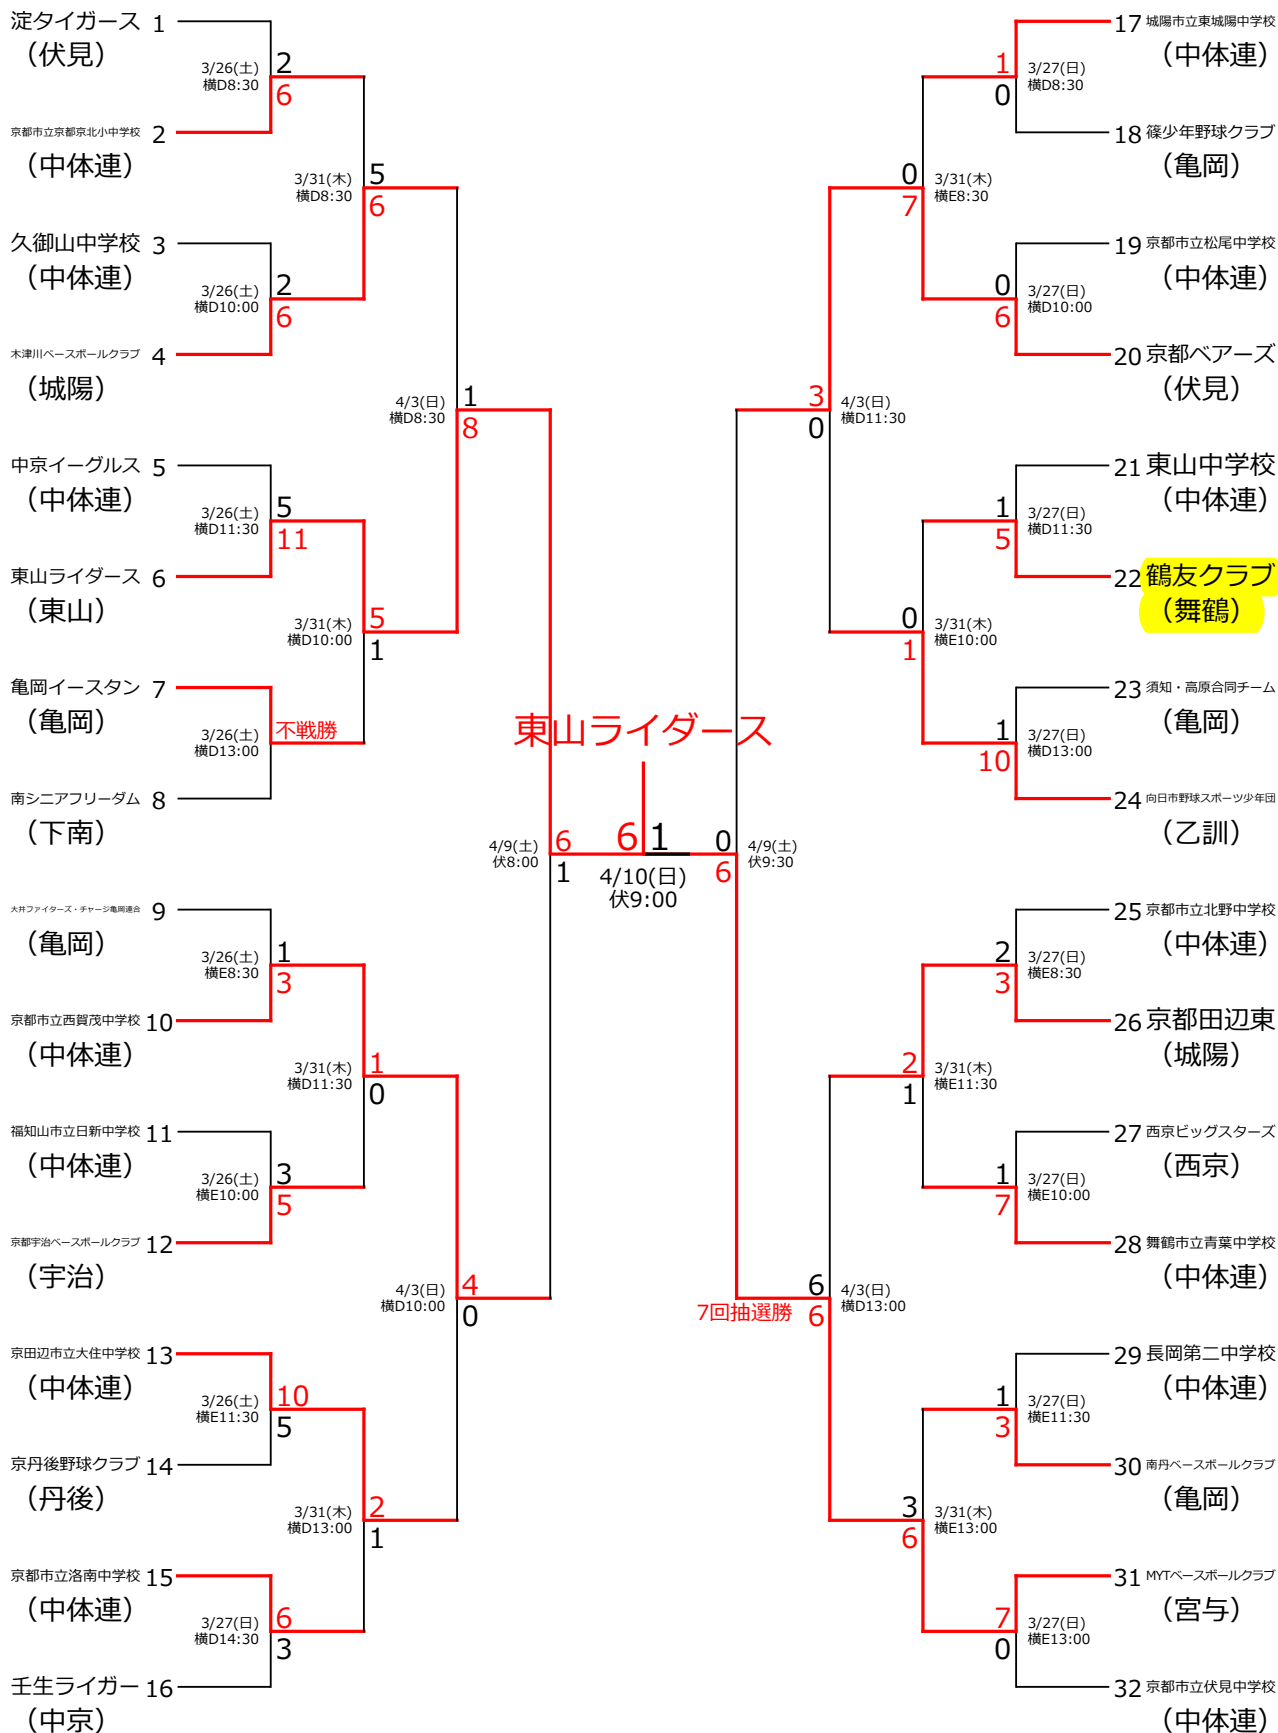 淀タイガース 1
（伏見）
3/26(土)
横D8:30
2
6
京都市立京都京北小中学校 2
（中体連）
3/31(木)
横D8:30
5
6
久御山中学校 3
（中体連）
3/26(土)
横D10:00
2
6
木津川ベースボールクラブ 4
（城陽）
4/3(日)
横D8:30
1
8
中京イーグルス 5
（中体連）
3/26(土)
横D11:30
5
11
東山ライダース 6
（東山）
3/31(木)
横D10:00
5
1
亀岡イースタン 7
（亀岡）
3/26(土)
横D13:00
不戦勝
南シニアフリーダム 8
（下南）
4/9(土)
伏8:00
6
1
大井ファイターズ・チャージ亀岡連合 9
（亀岡）
3/26(土)
横E8:30
1
3
京都市立西賀茂中学校 10
（中体連）
3/31(木)
横D11:30
1
0
福知山市立日新中学校 11
（中体連）
3/26(土)
横E10:00
3
5
京都宇治ベースボールクラブ 12
（宇治）
4/3(日)
横D10:00
4
0
京田辺市立大住中学校 13
（中体連）
3/26(土)
横E11:30
10
5
京丹後野球クラブ 14
（丹後）
3/31(木)
横D13:00
2
1
京都市立洛南中学校 15
（中体連）
3/27(日)
横D14:30
6
3
壬生ライガー 16
（中京）
東山ライダース
6 1
4/10(日)
伏9:00
17 城陽市立東城陽中学校
（中体連）
1
0
3/27(日)
横D8:30
18 篠少年野球クラブ
（亀岡）
0
7
3/31(木)
横E8:30
19 京都市立松尾中学校
（中体連）
0
6
3/27(日)
横D10:00
20 京都ベアーズ
（伏見）
3
0
4/3(日)
横D11:30
21 東山中学校
（中体連）
1
5
3/27(日)
横D11:30
22 鶴友クラブ
（舞鶴）
0
1
3/31(木)
横E10:00
23 須知・高原合同チーム
（亀岡）
1
10
3/27(日)
横D13:00
24 向日市野球スポーツ少年団
（乙訓）
0
6
4/9(土)
伏9:30
25 京都市立北野中学校
（中体連）
2
3
3/27(日)
横E8:30
26 京都田辺東
（城陽）
2
1
3/31(木)
横E11:30
27 西京ビッグスターズ
（西京）
1
7
3/27(日)
横E10:00
28 舞鶴市立青葉中学校
（中体連）
7回抽選勝
6
6
4/3(日)
横D13:00
29 長岡第二中学校
（中体連）
1
3
3/27(日)
横E11:30
30 南丹ベースボールクラブ
（亀岡）
3
6
3/31(木)
横E13:00
31 MYTベースボールクラブ
（宮与）
7
0
3/27(日)
横E13:00
32 京都市立伏見中学校
（中体連）